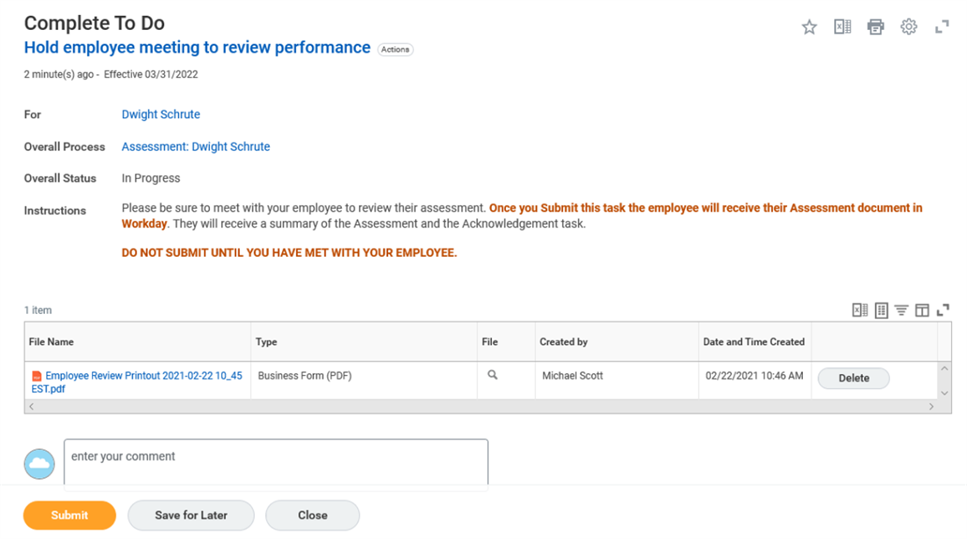 Complete To Do
Hold employee meeting to review performance Actions
2 minute(s) ago - Effective 03/31/2022
For Dwight Schrute
Overall Process Assessment: Dwight Schrute
Overall Status In Progress
Instructions Please be sure to meet with your employee to review their assessment. Once you Submit this task the employee will receive their Assessment document in
Workday. They will receive a summary of the Assessment and the Acknowledgement task.
DO NOT SUBMIT UNTIL YOU HAVE MET WITH YOUR EMPLOYEE.
1 item
File Name Type File Created by Date and Time Created
Employee Review Printout 2021-02-22 10_45 Business Form (PDF) Michael Scott 02/22/2021 10:46 AM Delete
EST.pdf
enter your comment
Submit Save for Later Close